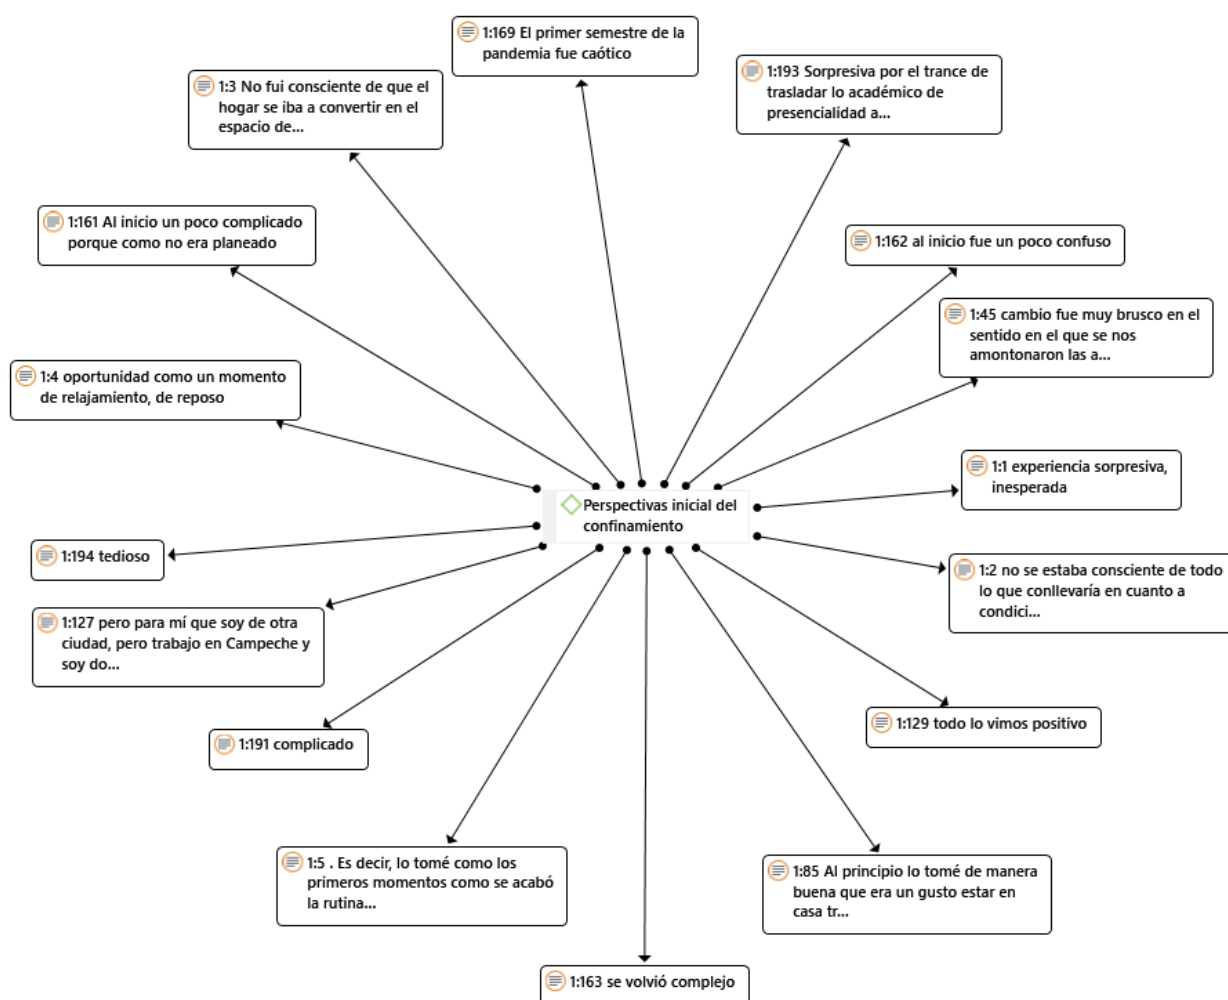 1:169 El primer semestre de la
pandemia fue caótico
1:193 Sorpresiva por el trance de
trasladar lo académico de
presencialidad a...
1:3 No fui consciente de que el
hogar se iba a convertir en el
espacio de...
1:161 Al inicio un poco complicado
porque como no era planeado
1:162 al inicio fue un poco confuso
1:45 cambio fue muy brusco en el
sentido en el que se nos
amontonaron las a...
1:4 oportunidad como un momento
de relajamiento, de reposo
1:1 experiencia sorpresiva,
inesperada
Perspectivas inicial del
confinamiento
1:194 tedioso
1:2 no se estaba consciente de todo
lo que conllevaría en cuanto a
condici...
1:127 pero para mí que soy de otra
ciudad, pero trabajo en Campeche y
soy do...
1:129 todo lo vimos positivo
1:191 complicado
1:5 . Es decir, lo tomé como los
primeros momentos como se acabó
la rutina...
1:85 Al principio lo tomé de manera
buena que era un gusto estar en
casa tr...
1:163 se volvió complejo